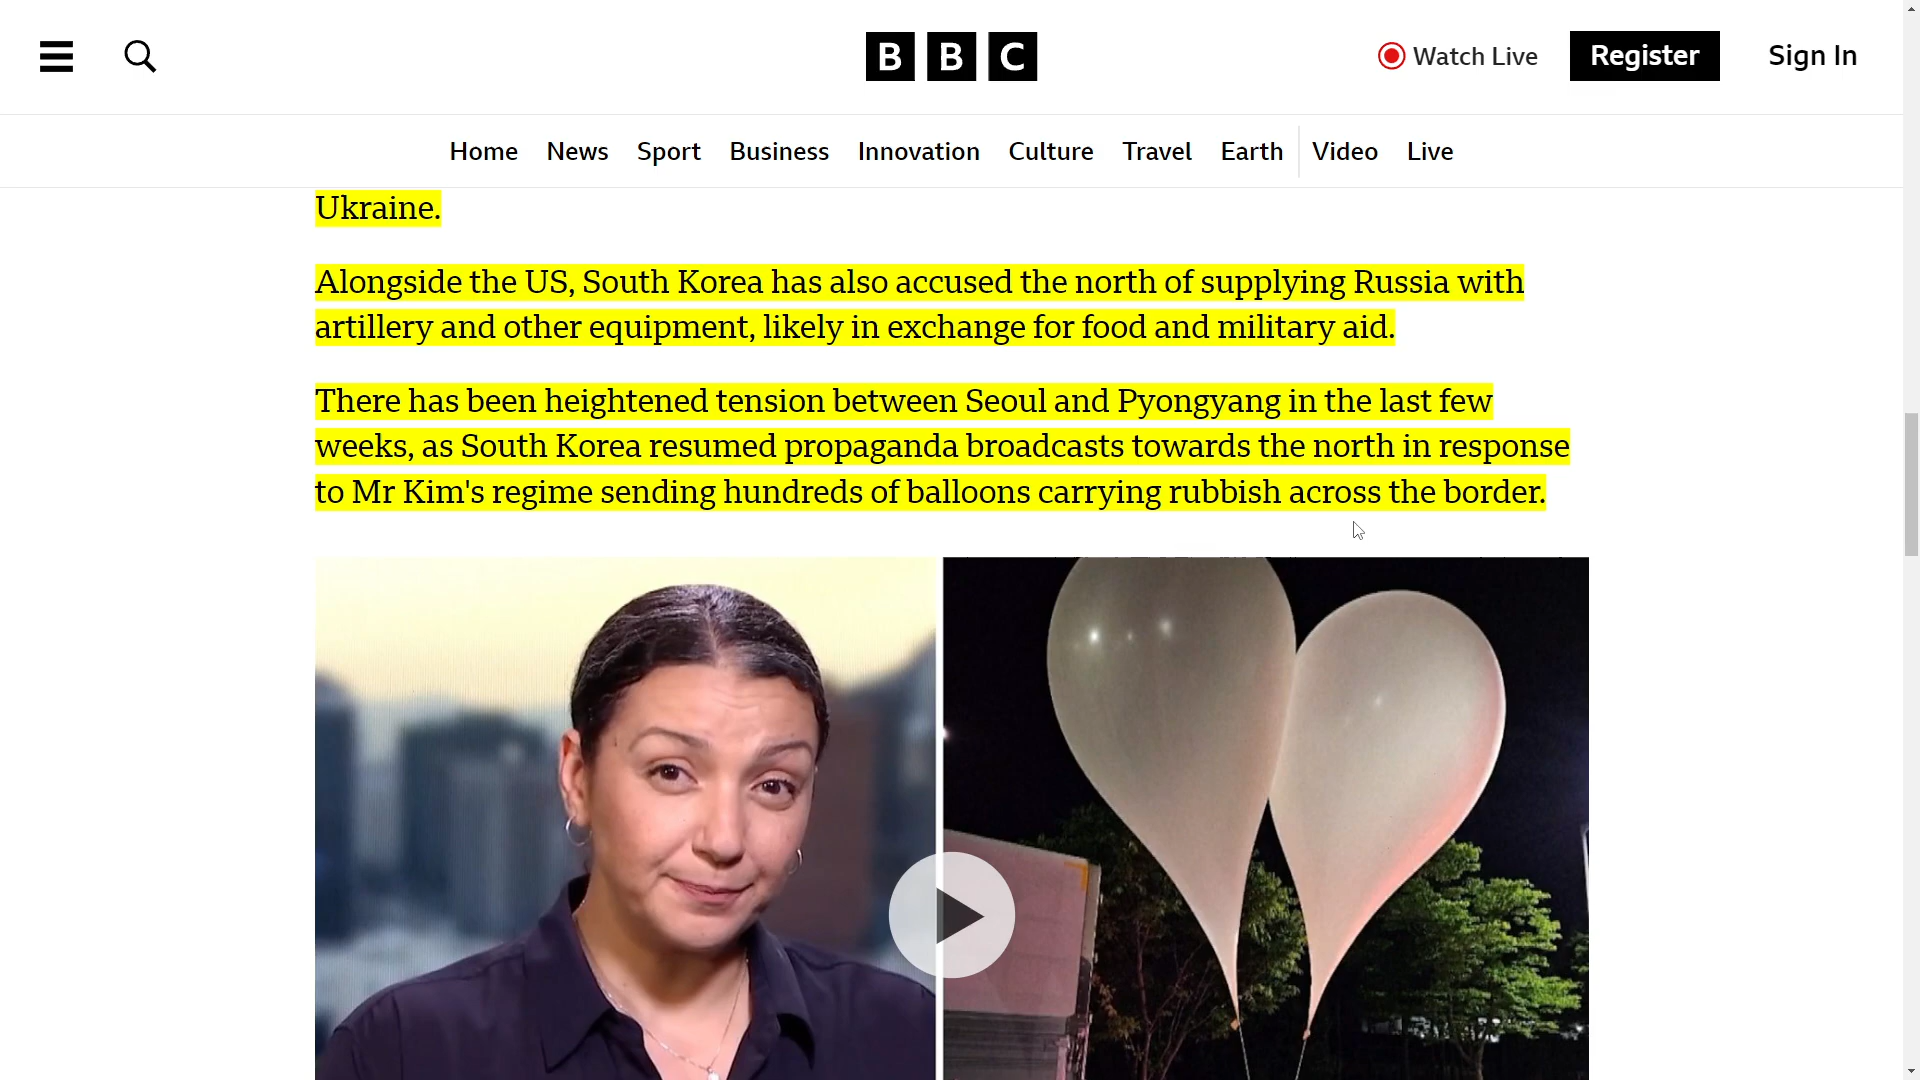 BBC
Watch Live
Register
Sign In
Home News Sport Business Innovation Culture Travel Earth Video Live
Ukraine.
Alongside the US, South Korea has also accused the north of supplying Russia with
artillery and other equipment, likely in exchange for food and military aid.
There has been heightened tension between Seoul and Pyongyang in the last few
weeks, as South Korea resumed propaganda broadcasts towards the north in response
to Mr Kim's regime sending hundreds of balloons carrying rubbish across the border.